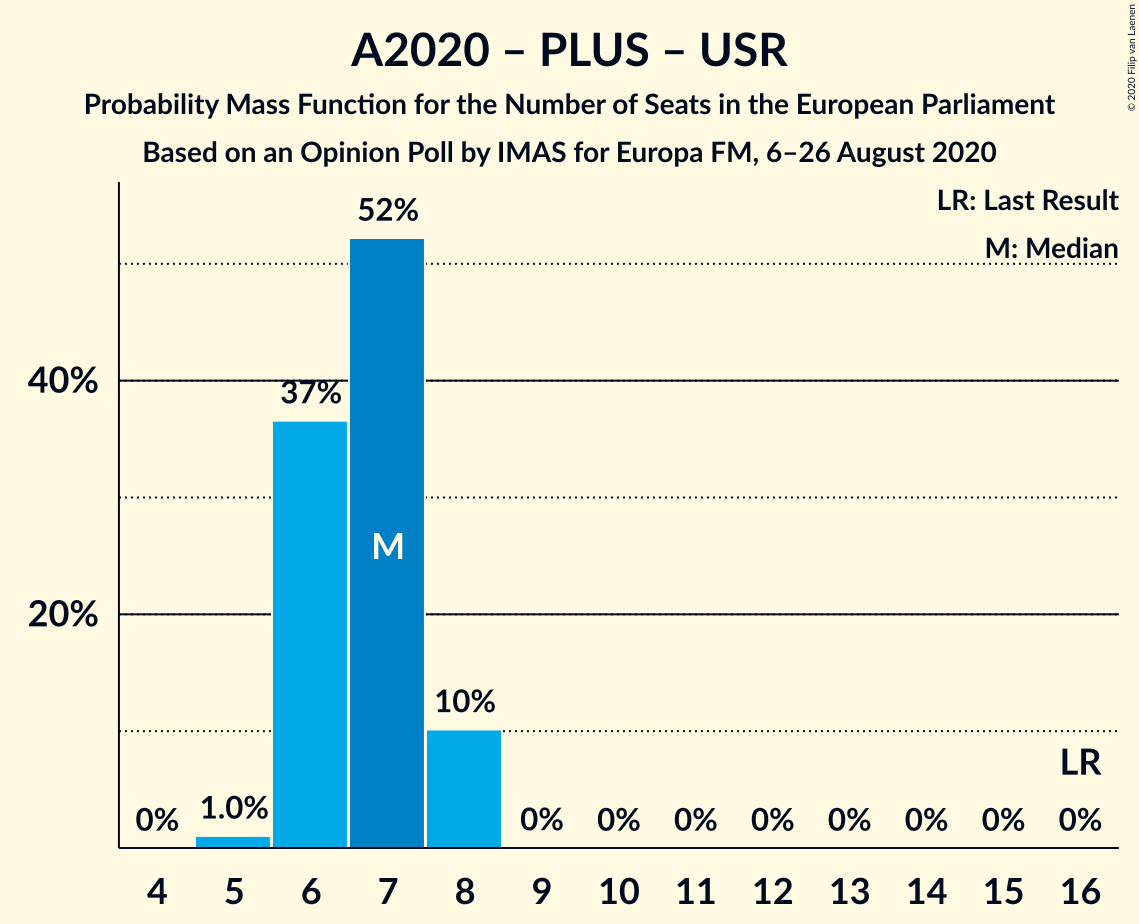 A2020 – PLUS – USR
Probability Mass Function for the Number of Seats in the European Parliament
Based on an Opinion Poll by IMAS for Europa FM, 6–26 August 2020
© 2020 Filip van Laenen
LR: Last Result
M: Median
52%
40%
37%
M
20%
10%
LR
0% 1.0% 0% 0% 0% 0% 0% 0% 0% 0%
4 5 6 7 8 9 10 11 12 13 14 15 16